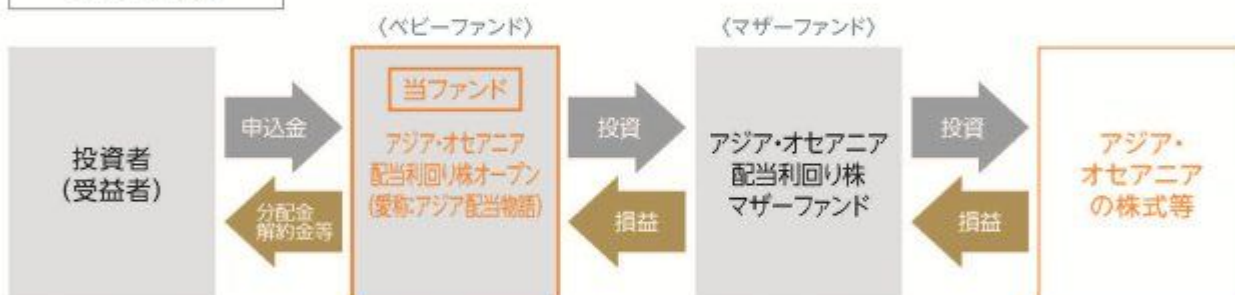 〈ベビーファンド〉
〈マザーファンド〉
投資者
(受益者)
申込金
分配金
解約金等
当ファンド
アジア・オセアニア
配当利回り株オープン
(愛称:アジア配当物語)
投資
損益
アジア・オセアニア
配当利回り株
マザーファンド
投資
損益
アジア・
オセアニア
の株式等